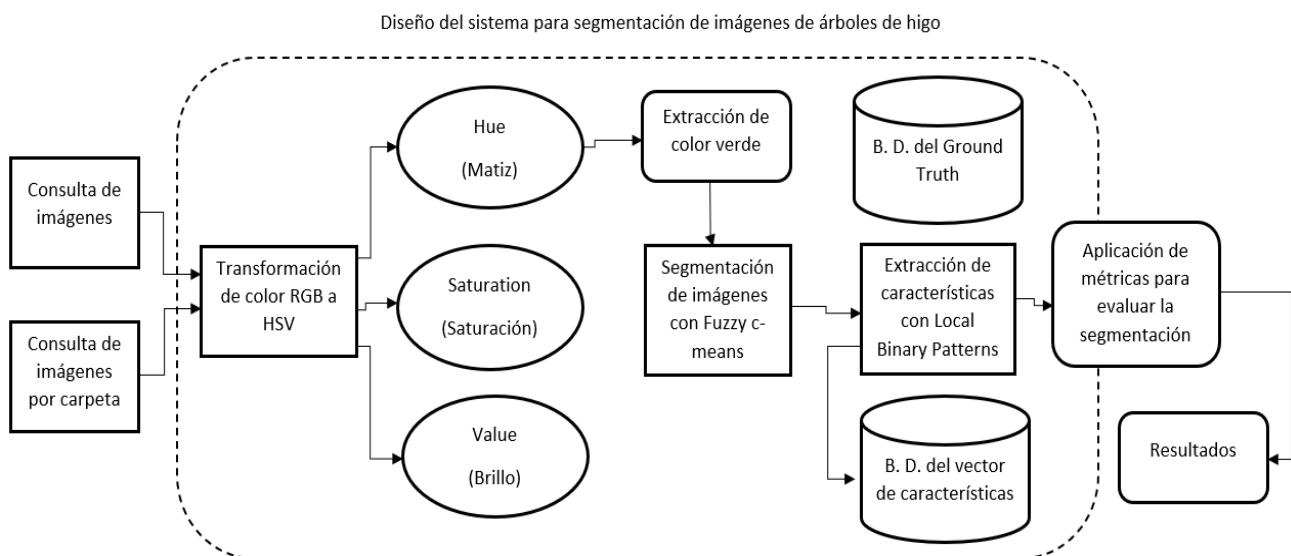 Diseño del sistema para segmentación de imágenes de árboles de higo
Consulta de
imágenes
Consulta de
imágenes
por carpeta
Transformación
de color RGB a
HSV
Hue
(Matiz)
Saturation
(Saturación)
Value
(Brillo)
Extracción de
color verde
Segmentación
de imágenes
con Fuzzy c-
means
B. D. del Ground
Truth
Extracción de
características
con Local
Binary Patterns
B. D. del vector
de características
Aplicación de
métricas para
evaluar la
segmentación
Resultados